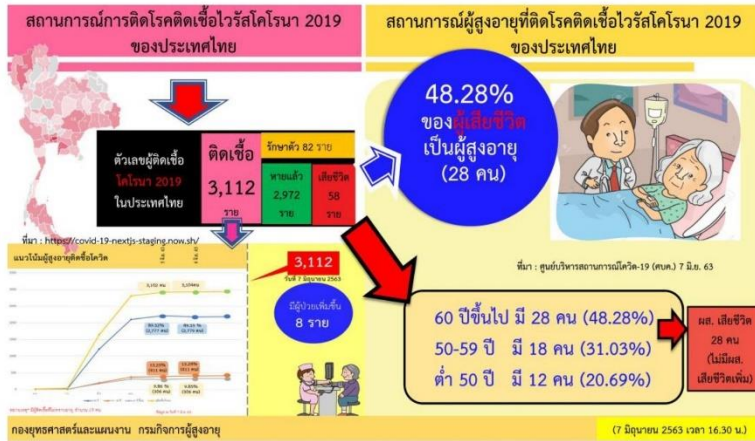 สถานการณ์การติดโรคติดเชื้อไวรัสโคโรนา 2019
ของประเทศไทย
ตัวเลขผู้ติดเชื้อ
โคโรนา 2019
ในประเทศไทย
ติดเชื้อ
3,112
ราย
รักษาตัว 82 ราย
หายแล้ว
2,972
ราย
เสียชีวิต
58
ราย
ที่มา : https://covid-19-nextjs-staging.now.sh/
แนวโน้มผู้สูงอายุติดเชื้อโควิด
3,112
วันที่ 7 มิถุนายน 2563
มีผู้ป่วยเพิ่มขึ้น
8 ราย
สถานการณ์ผู้สูงอายุที่ติดโรคติดเชื้อไวรัสโคโรนา 2019
ของประเทศไทย
48.28%
ของผู้เสียชีวิต
เป็นผู้สูงอายุ
(28 คน)
ที่มา : ศูนย์บริหารสถานการณ์โควิด-19 (ศบค.) 7 มิ.ย. 63
60 ปีขึ้นไป มี 28 คน (48.28%)
50-59 ปี มี 18 คน (31.03%)
ต่ำ 50 ปี มี 12 คน (20.69%)
ผส. เสียชีวิต
28 คน
(ไม่มีผส.
เสียชีวิตเพิ่ม)
กองยุทธศาสตร์และแผนงาน กรมกิจการผู้สูงอายุ
(7 มิถุนายน 2563 เวลา 16.30 น.)